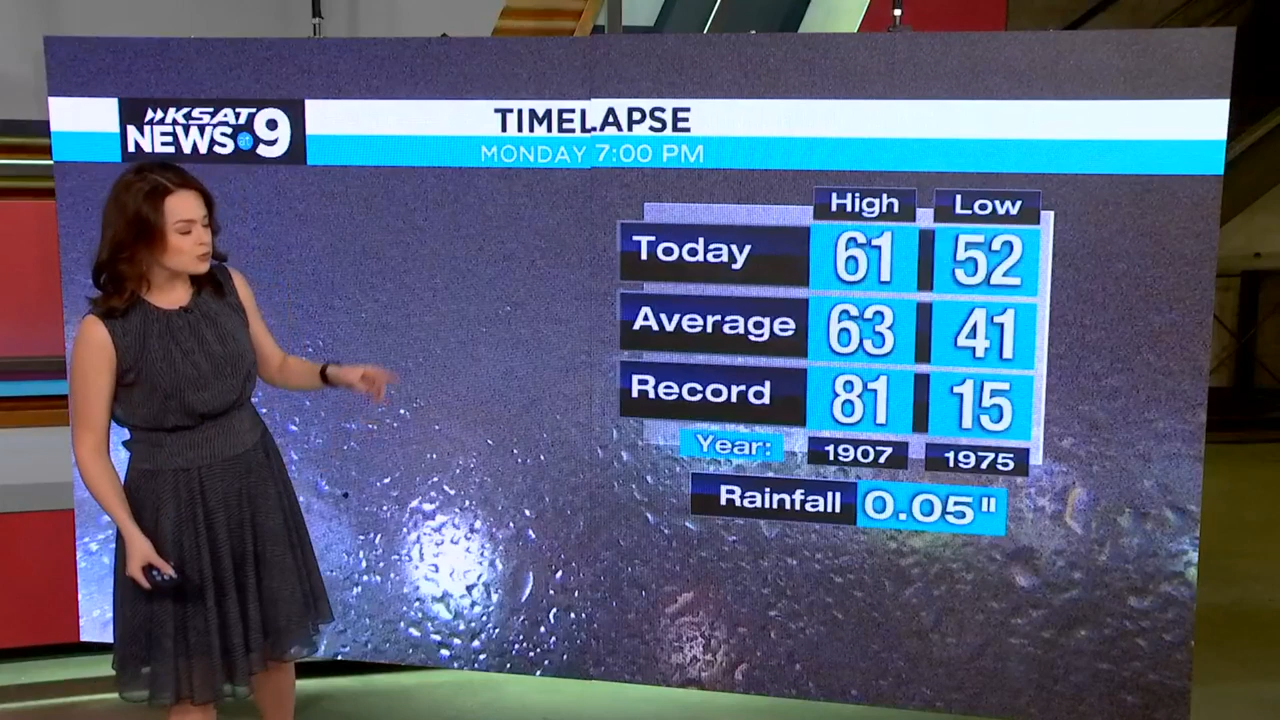 KSAT
NEWS at 9
TIMELAPSE
MONDAY 7:00 PM
High Low
Today 61 52
Average 63 41
Record 81 15
Year: 1907 1975
Rainfall 0.05"